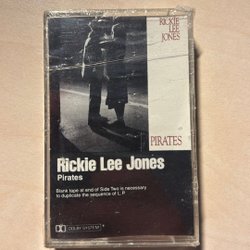 RICKIE
LEE
JONES
PIRATES
Rickie Lee Jones
Pirates
Blank tape at end of Side Two is necessary
to duplicate the sequence of L.P.
DOLBY SYSTEM